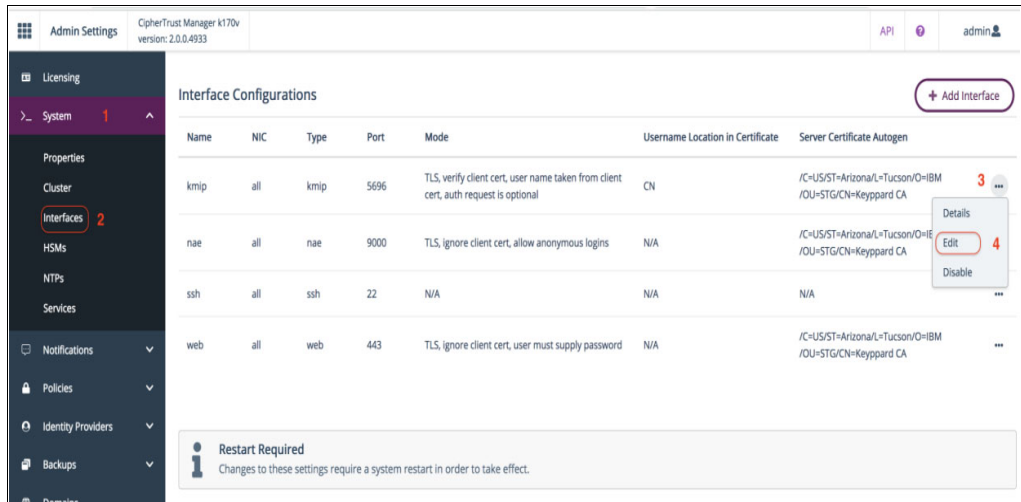 Admin Settings
CipherTrust Manager k170v
version: 2.0.0.4933
API
?
admin
Licensing
>_ System 1
Properties
Cluster
Interfaces 2
HSMs
NTPs
Services
Notifications
Policies
Identity Providers
Backups
Domains
Interface Configurations
+ Add Interface
Name NIC Type Port Mode Username Location in Certificate Server Certificate Autogen
kmip all kmip 5696 TLS, verify client cert, user name taken from client CN /C=US/ST=Arizona/L=Tucson/O=IBM 3 ...
cert, auth request is optional /OU=STG/CN=Keyppard CA
Details
nae all nae 9000 TLS, ignore client cert, allow anonymous logins N/A /C=US/ST=Arizona/L=Tucson/O=IB
/OU=STG/CN=Keyppard CA
Edit 4
Disable
ssh all ssh 22 N/A N/A N/A ...
web all web 443 TLS, ignore client cert, user must supply password N/A /C=US/ST=Arizona/L=Tucson/O=IBM ...
/OU=STG/CN=Keyppard CA
Restart Required
Changes to these settings require a system restart in order to take effect.